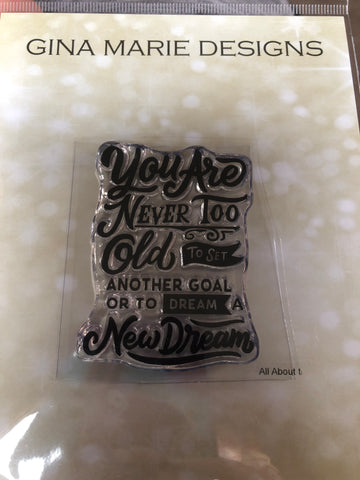 GINA MARIE DESIGNS
You Are
NEVER TOO
Old TO SET
ANOTHER GOAL
OR TO DREAM A
New Dream
All About t